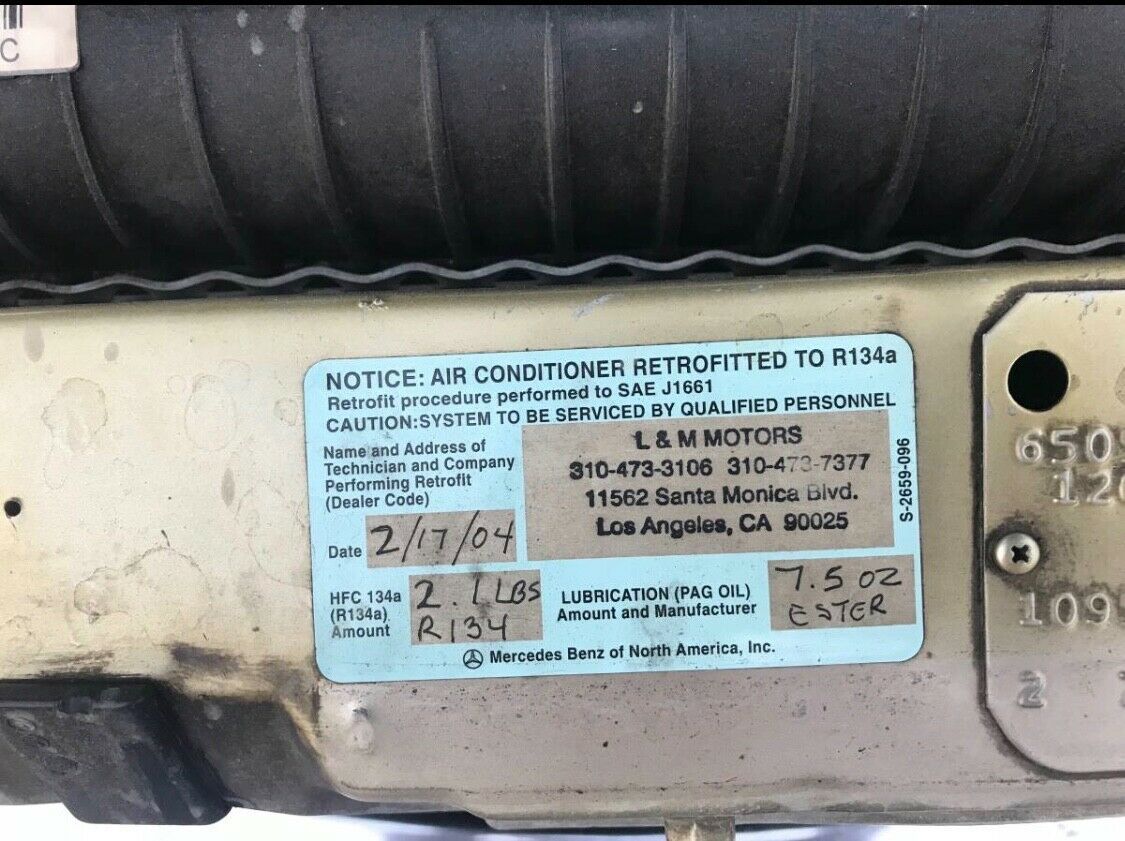 C
NOTICE: AIR CONDITIONER RETROFITTED TO R134a
Retrofit procedure performed to SAE J1661
CAUTION:SYSTEM TO BE SERVICED BY QUALIFIED PERSONNEL
Name and Address of
Technician and Company
Performing Retrofit
(Dealer Code)
L & M MOTORS
310-473-3106 310-473-7377
11562 Santa Monica Blvd.
Los Angeles, CA 90025
S-2659-096
Date 2/17/04
HFC 134a
(R134a)
Amount
2.1 LBS
R134
LUBRICATION (PAG OIL)
Amount and Manufacturer
7.5 OZ
ESTER
Mercedes Benz of North America, Inc.
650
12
109
2